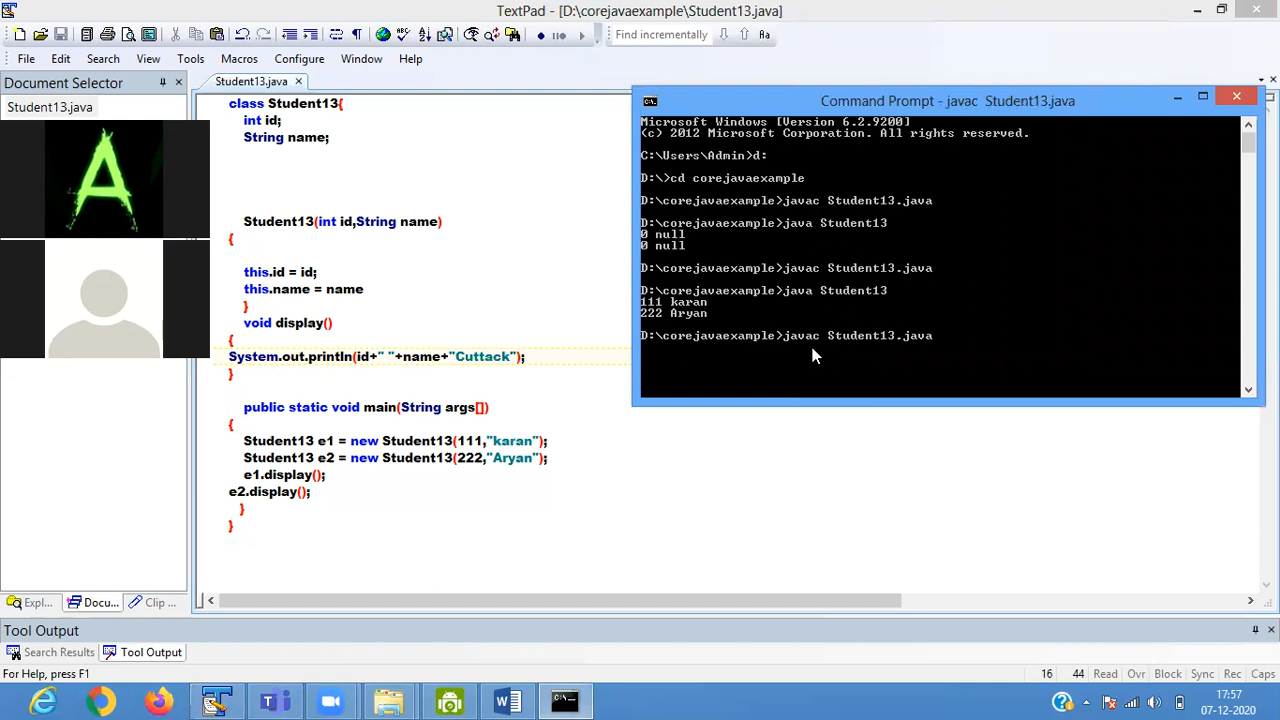 TextPad - [D:\corejavaexample\Student13.java]
Find incrementally
File Edit Search View Tools Macros Configure Window Help
Document Selector
Student13.java
Student13.java
A
class Student13{
int id;
String name;
Student13(int id,String name)
{
this.id = id;
this.name = name
}
void display()
{
System.out.println(id+" "+name+"Cuttack");
}
public static void main(String args[])
{
Student13 e1 = new Student13(111,"karan");
Student13 e2 = new Student13(222,"Aryan");
e1.display();
e2.display();
}
}
Command Prompt - javac Student13.java
Microsoft Windows [Version 6.2.9200]
(c) 2012 Microsoft Corporation. All rights reserved.
C:\Users\Admin>d:
D:\>cd corejavaexample
D:\corejavaexample>javac Student13.java
D:\corejavaexample>java Student13
0 null
0 null
D:\corejavaexample>javac Student13.java
D:\corejavaexample>java Student13
111 karan
222 Aryan
D:\corejavaexample>javac Student13.java
Expl... Docu... Clip ...
Tool Output
Search Results Tool Output
For Help, press F1
16 44 Read Ovr Block Sync Rec Caps
17:57
07-12-2020